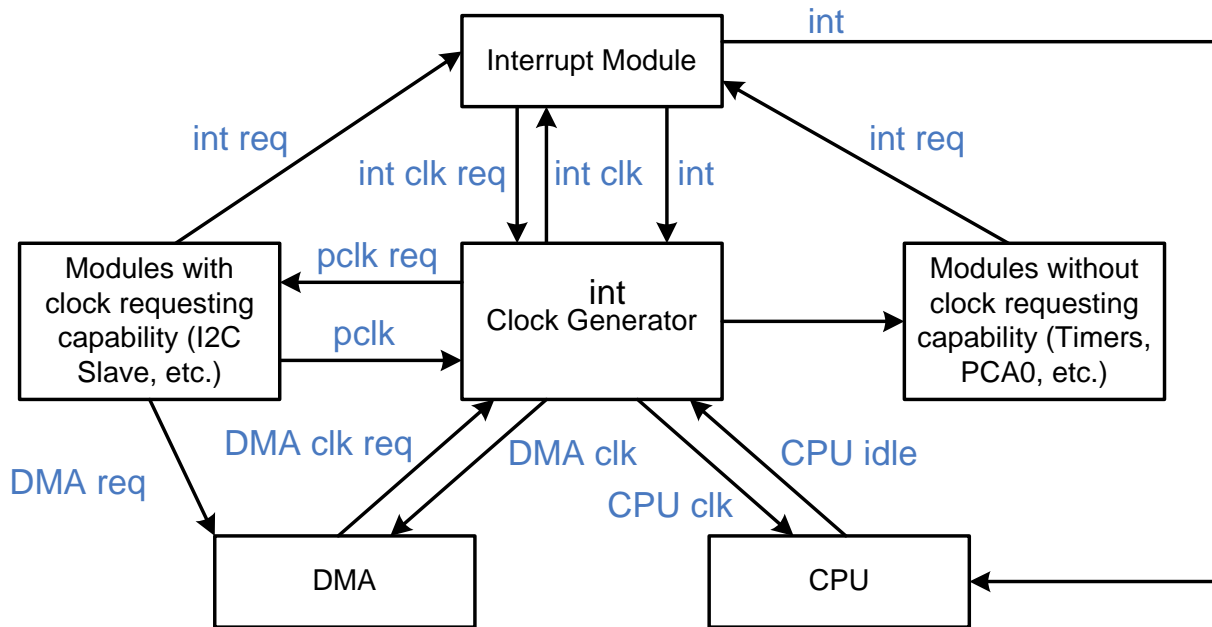 int
Interrupt Module
int req
int clk req
int clk
int
int req
Modules with
clock requesting
capability (I2C
Slave, etc.)
pclk req
pclk
int
Clock Generator
Modules without
clock requesting
capability (Timers,
PCA0, etc.)
DMA req
DMA clk req
DMA clk
CPU clk
CPU idle
DMA
CPU